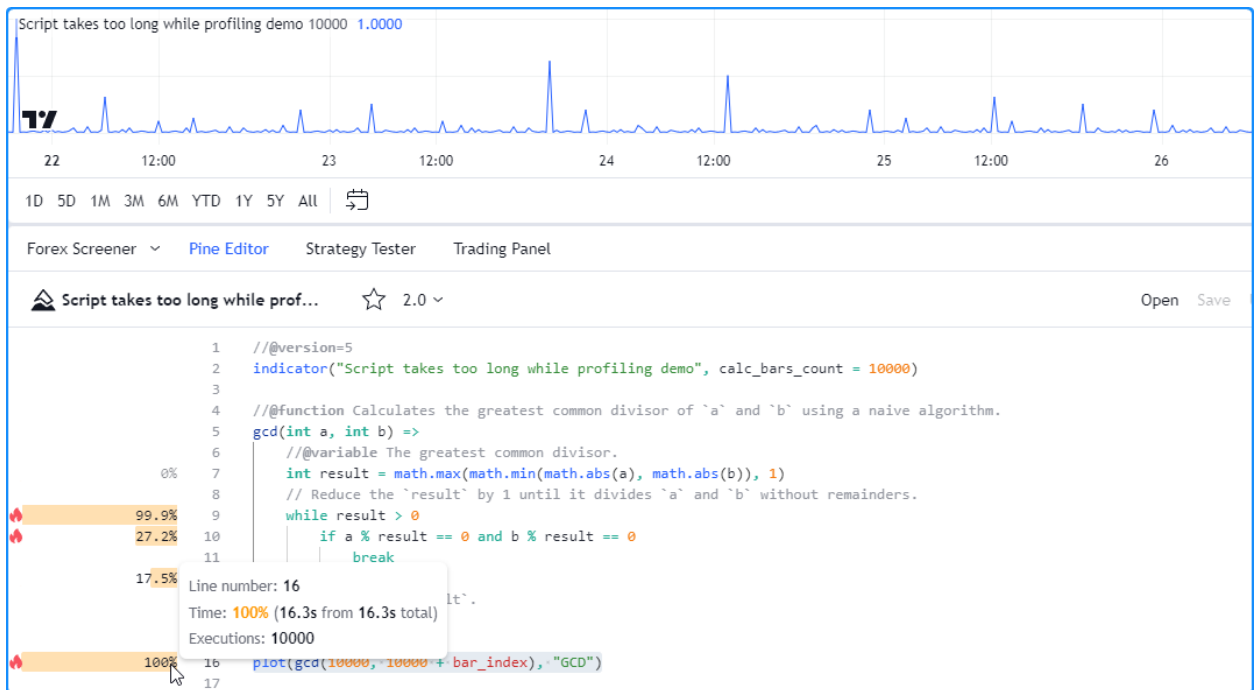 Script takes too long while profiling demo 10000 1.0000
22 12:00 23 12:00 24 12:00 25 12:00 26
1D 5D 1M 3M 6M YTD 1Y 5Y All
Forex Screener Pine Editor Strategy Tester Trading Panel
Script takes too long while prof... 2.0 Open Save
1 //@version=5
2 indicator("Script takes too long while profiling demo", calc_bars_count = 10000)
3
4 //@function Calculates the greatest common divisor of `a` and `b` using a naive algorithm.
5 gcd(int a, int b) =>
6 //@variable The greatest common divisor.
0% 7 int result = math.max(math.min(math.abs(a), math.abs(b)), 1)
8 // Reduce the `result` by 1 until it divides `a` and `b` without remainders.
99.9% 9 while result > 0
27.2% 10 if a % result == 0 and b % result == 0
11 break
17.5%
Line number: 16
Time: 100% (16.3s from 16.3s total)
Executions: 10000
lt`.
100% 16 plot(gcd(10000, 10000 + bar_index), "GCD")
17